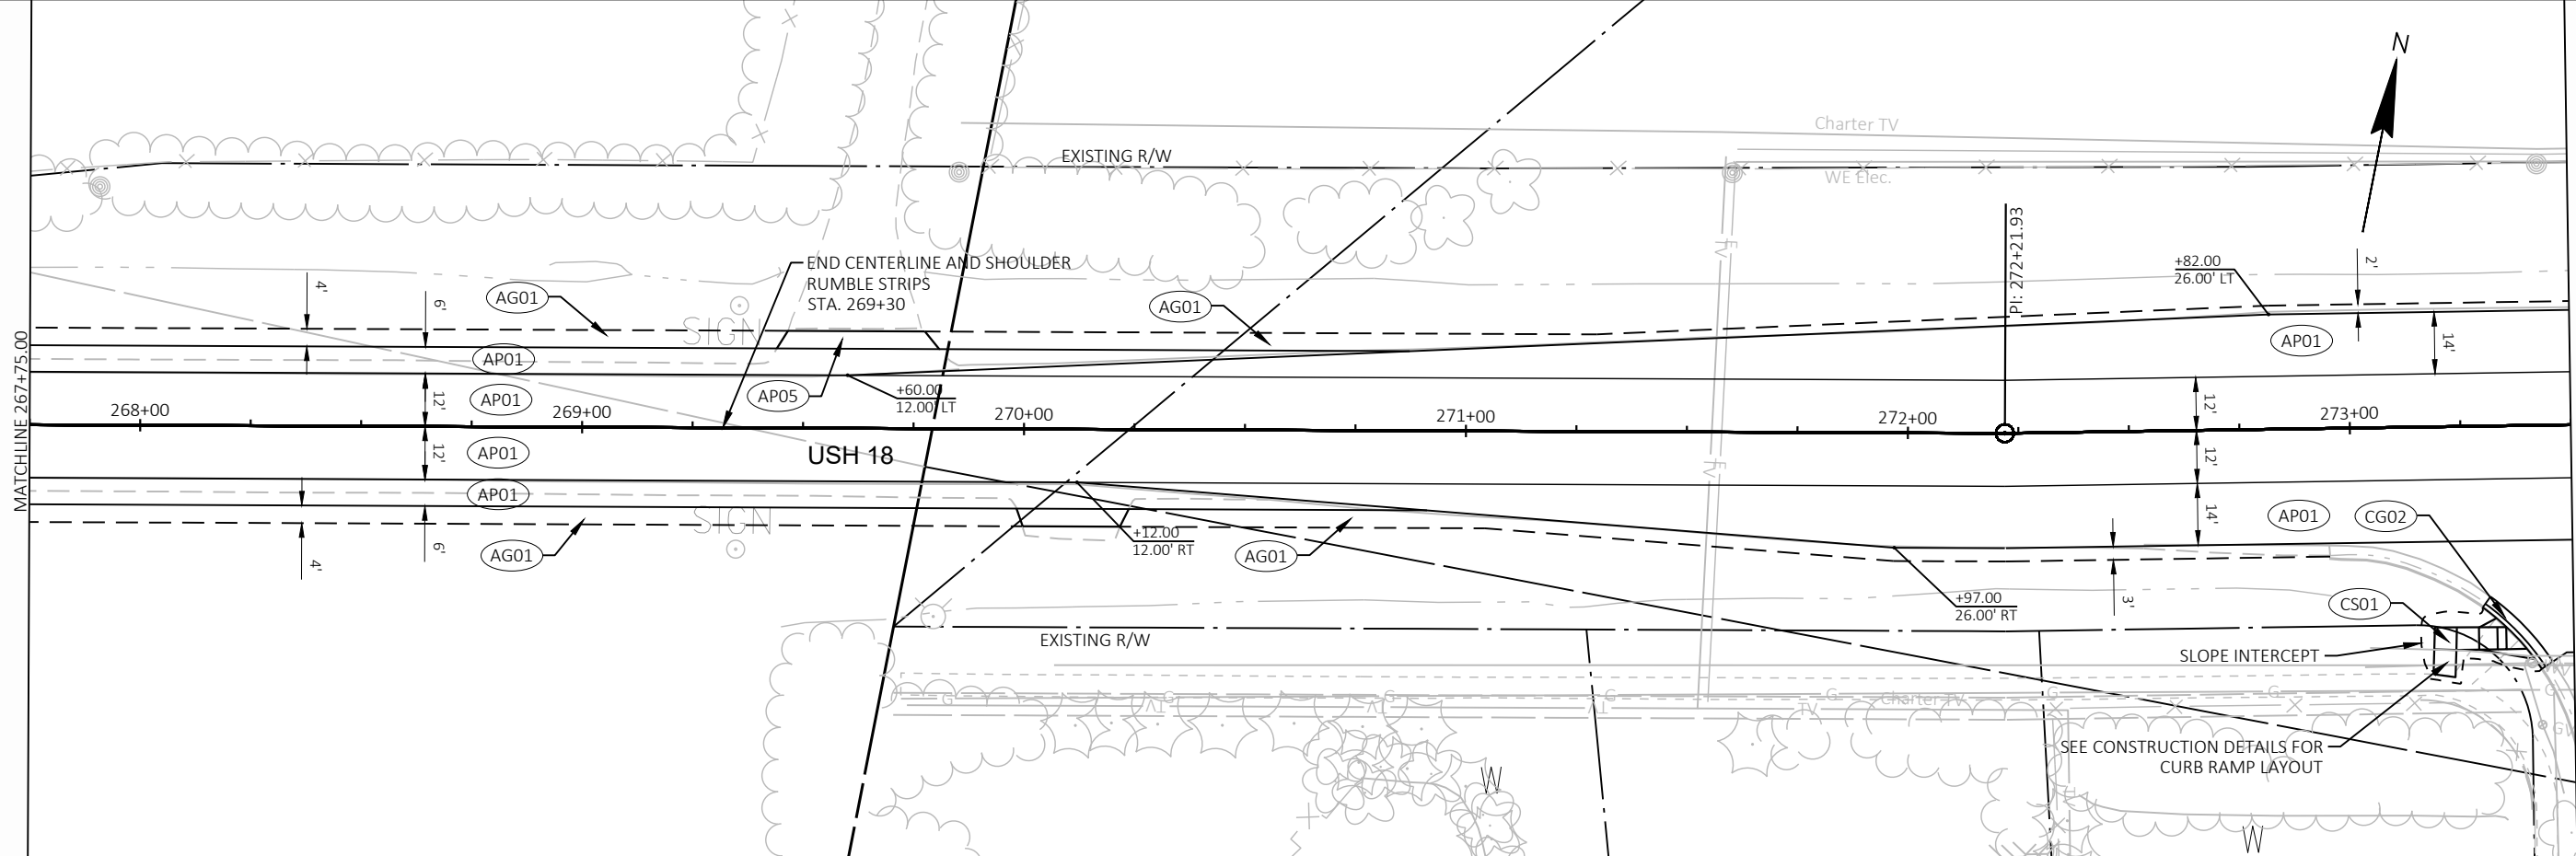 N
Charter TV
EXISTING R/W
WE Elec.
PI: 272+21.93
END CENTERLINE AND SHOULDER
RUMBLE STRIPS
STA. 269+30
+82.00
26.00' LT
2'
4'
6'
AG01
AG01
SIGN
AP01
AP01
14'
MATCHLINE 267+75.00
AP01
12'
AP05
+60.00
12.00' LT
12'
268+00
269+00
270+00
271+00
272+00
273+00
12'
AP01
USH 18
12'
AP01
SIGN
14'
AP01
CG02
+12.00
12.00' RT
AG01
AG01
6'
4'
+97.00
26.00' RT
3'
CS01
EXISTING R/W
SLOPE INTERCEPT
G
G
G
G
G
G
G
TV
TV
TV
TV
Charter TV
SEE CONSTRUCTION DETAILS FOR
CURB RAMP LAYOUT
W
W